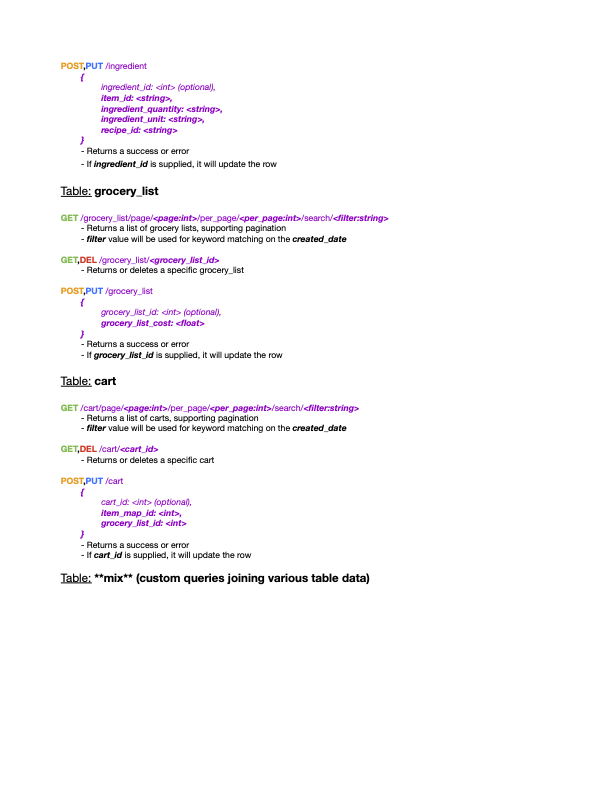 POST,PUT /ingredient
{
ingredient_id: <int> (optional),
item_id: <string>,
ingredient_quantity: <string>,
ingredient_unit: <string>,
recipe_id: <string>
}
- Returns a success or error
- If ingredient_id is supplied, it will update the row
Table: grocery_list
GET /grocery_list/page/<page:int>/per_page/<per_page:int>/search/<filter:string>
- Returns a list of grocery lists, supporting pagination
- filter value will be used for keyword matching on the created_date
GET,DEL /grocery_list/<grocery_list_id>
- Returns or deletes a specific grocery_list
POST,PUT /grocery_list
{
grocery_list_id: <int> (optional),
grocery_list_cost: <float>
}
- Returns a success or error
- If grocery_list_id is supplied, it will update the row
Table: cart
GET /cart/page/<page:int>/per_page/<per_page:int>/search/<filter:string>
- Returns a list of carts, supporting pagination
- filter value will be used for keyword matching on the created_date
GET,DEL /cart/<cart_id>
- Returns or deletes a specific cart
POST,PUT /cart
{
cart_id: <int> (optional),
item_map_id: <int>,
grocery_list_id: <int>
}
- Returns a success or error
- If cart_id is supplied, it will update the row
Table: **mix** (custom queries joining various table data)